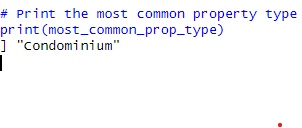 # Print the most common property type
print(most_common_prop_type)
] "Condominium"